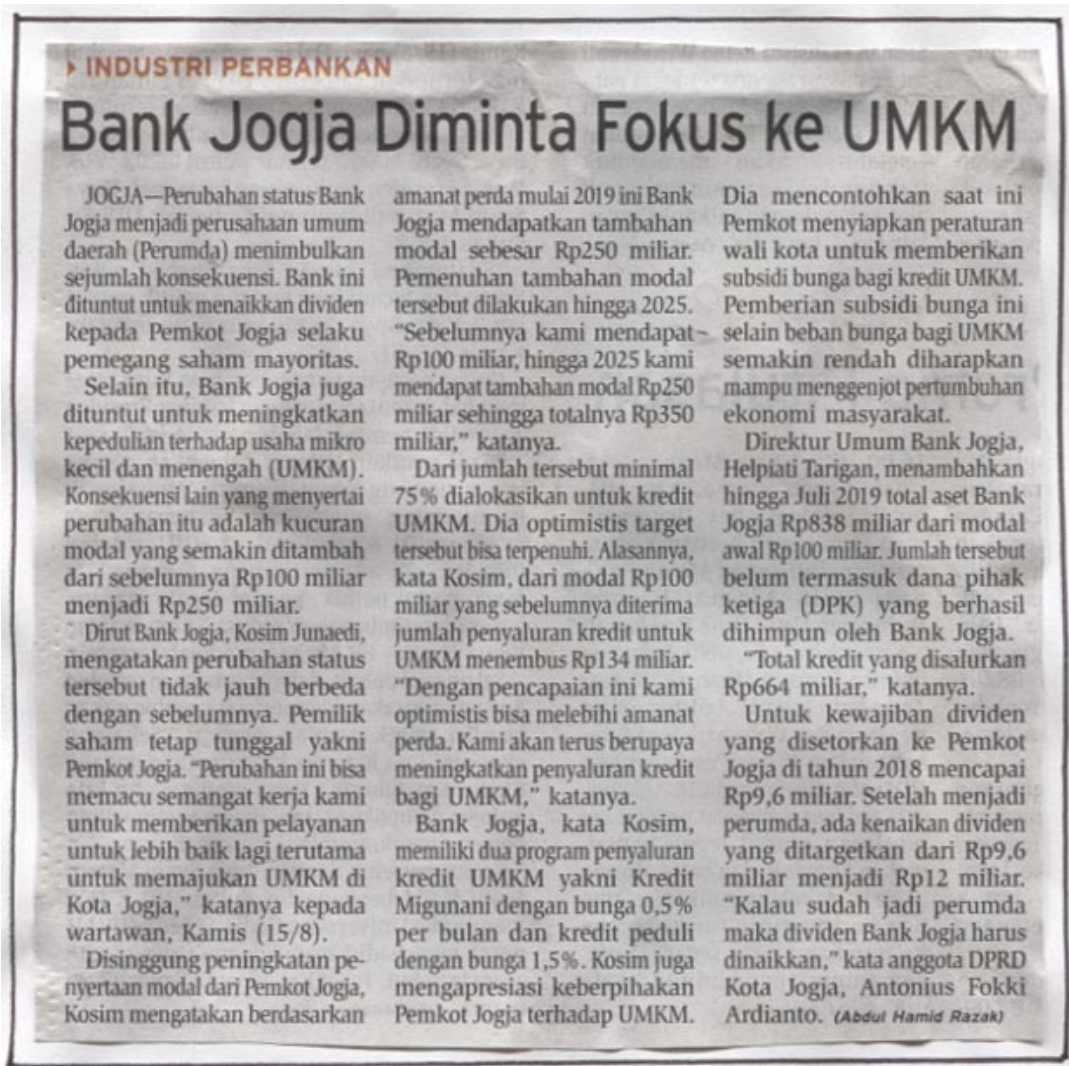 INDUSTRI PERBANKAN
Bank Jogja Diminta Fokus ke UMKM
JOGJA—Perubahan status Bank
Jogja menjadi perusahaan umum
daerah (Perumda) menimbulkan
sejumlah konsekuensi. Bank ini
dituntut untuk menaikkan dividen
kepada Pemkot Jogja selaku
pemegang saham mayoritas.
Selain itu, Bank Jogja juga
dituntut untuk meningkatkan
kepedulian terhadap usaha mikro
kecil dan menengah (UMKM).
Konsekuensi lain yang menyertai
perubahan itu adalah kucuran
modal yang semakin ditambah
dari sebelumnya Rp100 miliar
menjadi Rp250 miliar.
Dirut Bank Jogja, Kosim Junaedi,
mengatakan perubahan status
tersebut tidak jauh berbeda
dengan sebelumnya. Pemilik
saham tetap tunggal yakni
Pemkot Jogja. “Perubahan ini bisa
memacu semangat kerja kami
untuk memberikan pelayanan
untuk lebih baik lagi terutama
untuk memajukan UMKM di
Kota Jogja,” katanya kepada
wartawan, Kamis (15/8).
Disinggung peningkatan pe-
nyertaan modal dari Pemkot Jogja,
Kosim mengatakan berdasarkan
amanat perda mulai 2019 ini Bank
Jogja mendapatkan tambahan
modal sebesar Rp250 miliar.
Pemenuhan tambahan modal
tersebut dilakukan hingga 2025.
“Sebelumnya kami mendapat
Rp100 miliar, hingga 2025 kami
mendapat tambahan modal Rp250
miliar sehingga totalnya Rp350
miliar,” katanya.
Dari jumlah tersebut minimal
75% dialokasikan untuk kredit
UMKM. Dia optimistis target
tersebut bisa terpenuhi. Alasannya,
kata Kosim, dari modal Rp100
miliar yang sebelumnya diterima
jumlah penyaluran kredit untuk
UMKM menembus Rp134 miliar.
“Dengan pencapaian ini kami
optimistis bisa melebihi amanat
perda. Kami akan terus berupaya
meningkatkan penyaluran kredit
bagi UMKM,” katanya.
Bank Jogja, kata Kosim,
memiliki dua program penyaluran
kredit UMKM yakni Kredit
Migunani dengan bunga 0,5%
per bulan dan kredit peduli
dengan bunga 1,5%. Kosim juga
mengapresiasi keberpihakan
Pemkot Jogja terhadap UMKM.
Dia mencontohkan saat ini
Pemkot menyiapkan peraturan
wali kota untuk memberikan
subsidi bunga bagi kredit UMKM.
Pemberian subsidi bunga ini
selain beban bunga bagi UMKM
semakin rendah diharapkan
mampu menggenjot pertumbuhan
ekonomi masyarakat.
Direktur Umum Bank Jogja,
Helpiati Tarigan, menambahkan
hingga Juli 2019 total aset Bank
Jogja Rp838 miliar dari modal
awal Rp100 miliar. Jumlah tersebut
belum termasuk dana pihak
ketiga (DPK) yang berhasil
dihimpun oleh Bank Jogja.
“Total kredit yang disalurkan
Rp664 miliar,” katanya.
Untuk kewajiban dividen
yang disetorkan ke Pemkot
Jogja di tahun 2018 mencapai
Rp9,6 miliar. Setelah menjadi
perumda, ada kenaikan dividen
yang ditargetkan dari Rp9,6
miliar menjadi Rp12 miliar.
“Kalau sudah jadi perumda
maka dividen Bank Jogja harus
dinaikkan,” kata anggota DPRD
Kota Jogja, Antonius Fokki
Ardianto. (Abdul Hamid Razak)